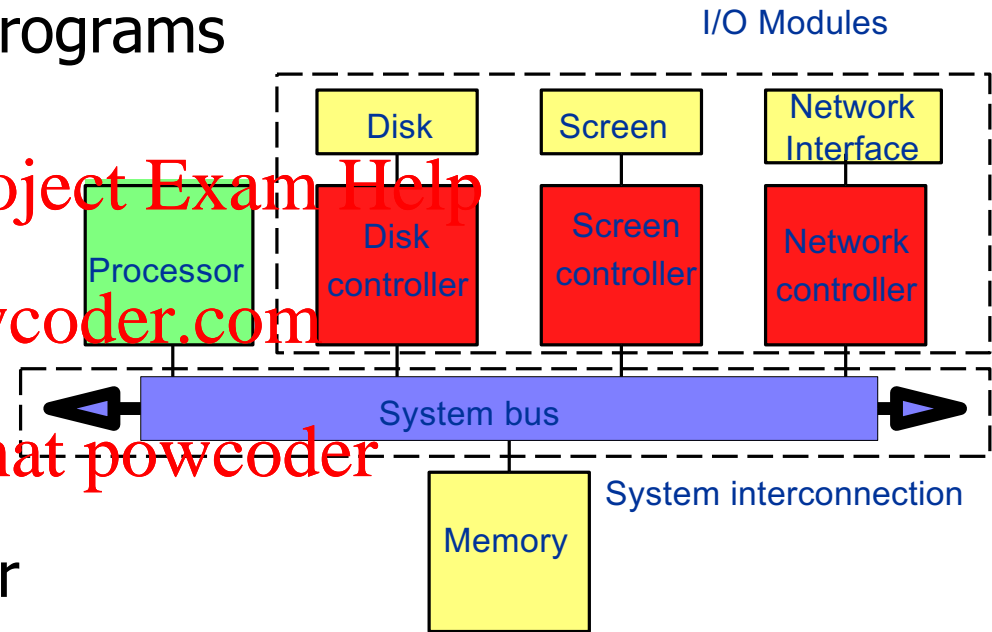 rograms
I/O Modules
Disk
Screen
Network
Interface
oject Exam Help
Processor
Disk
controller
Screen
controller
Network
controller
coder.com
System bus
hat powcoder
System interconnection
Memory
r